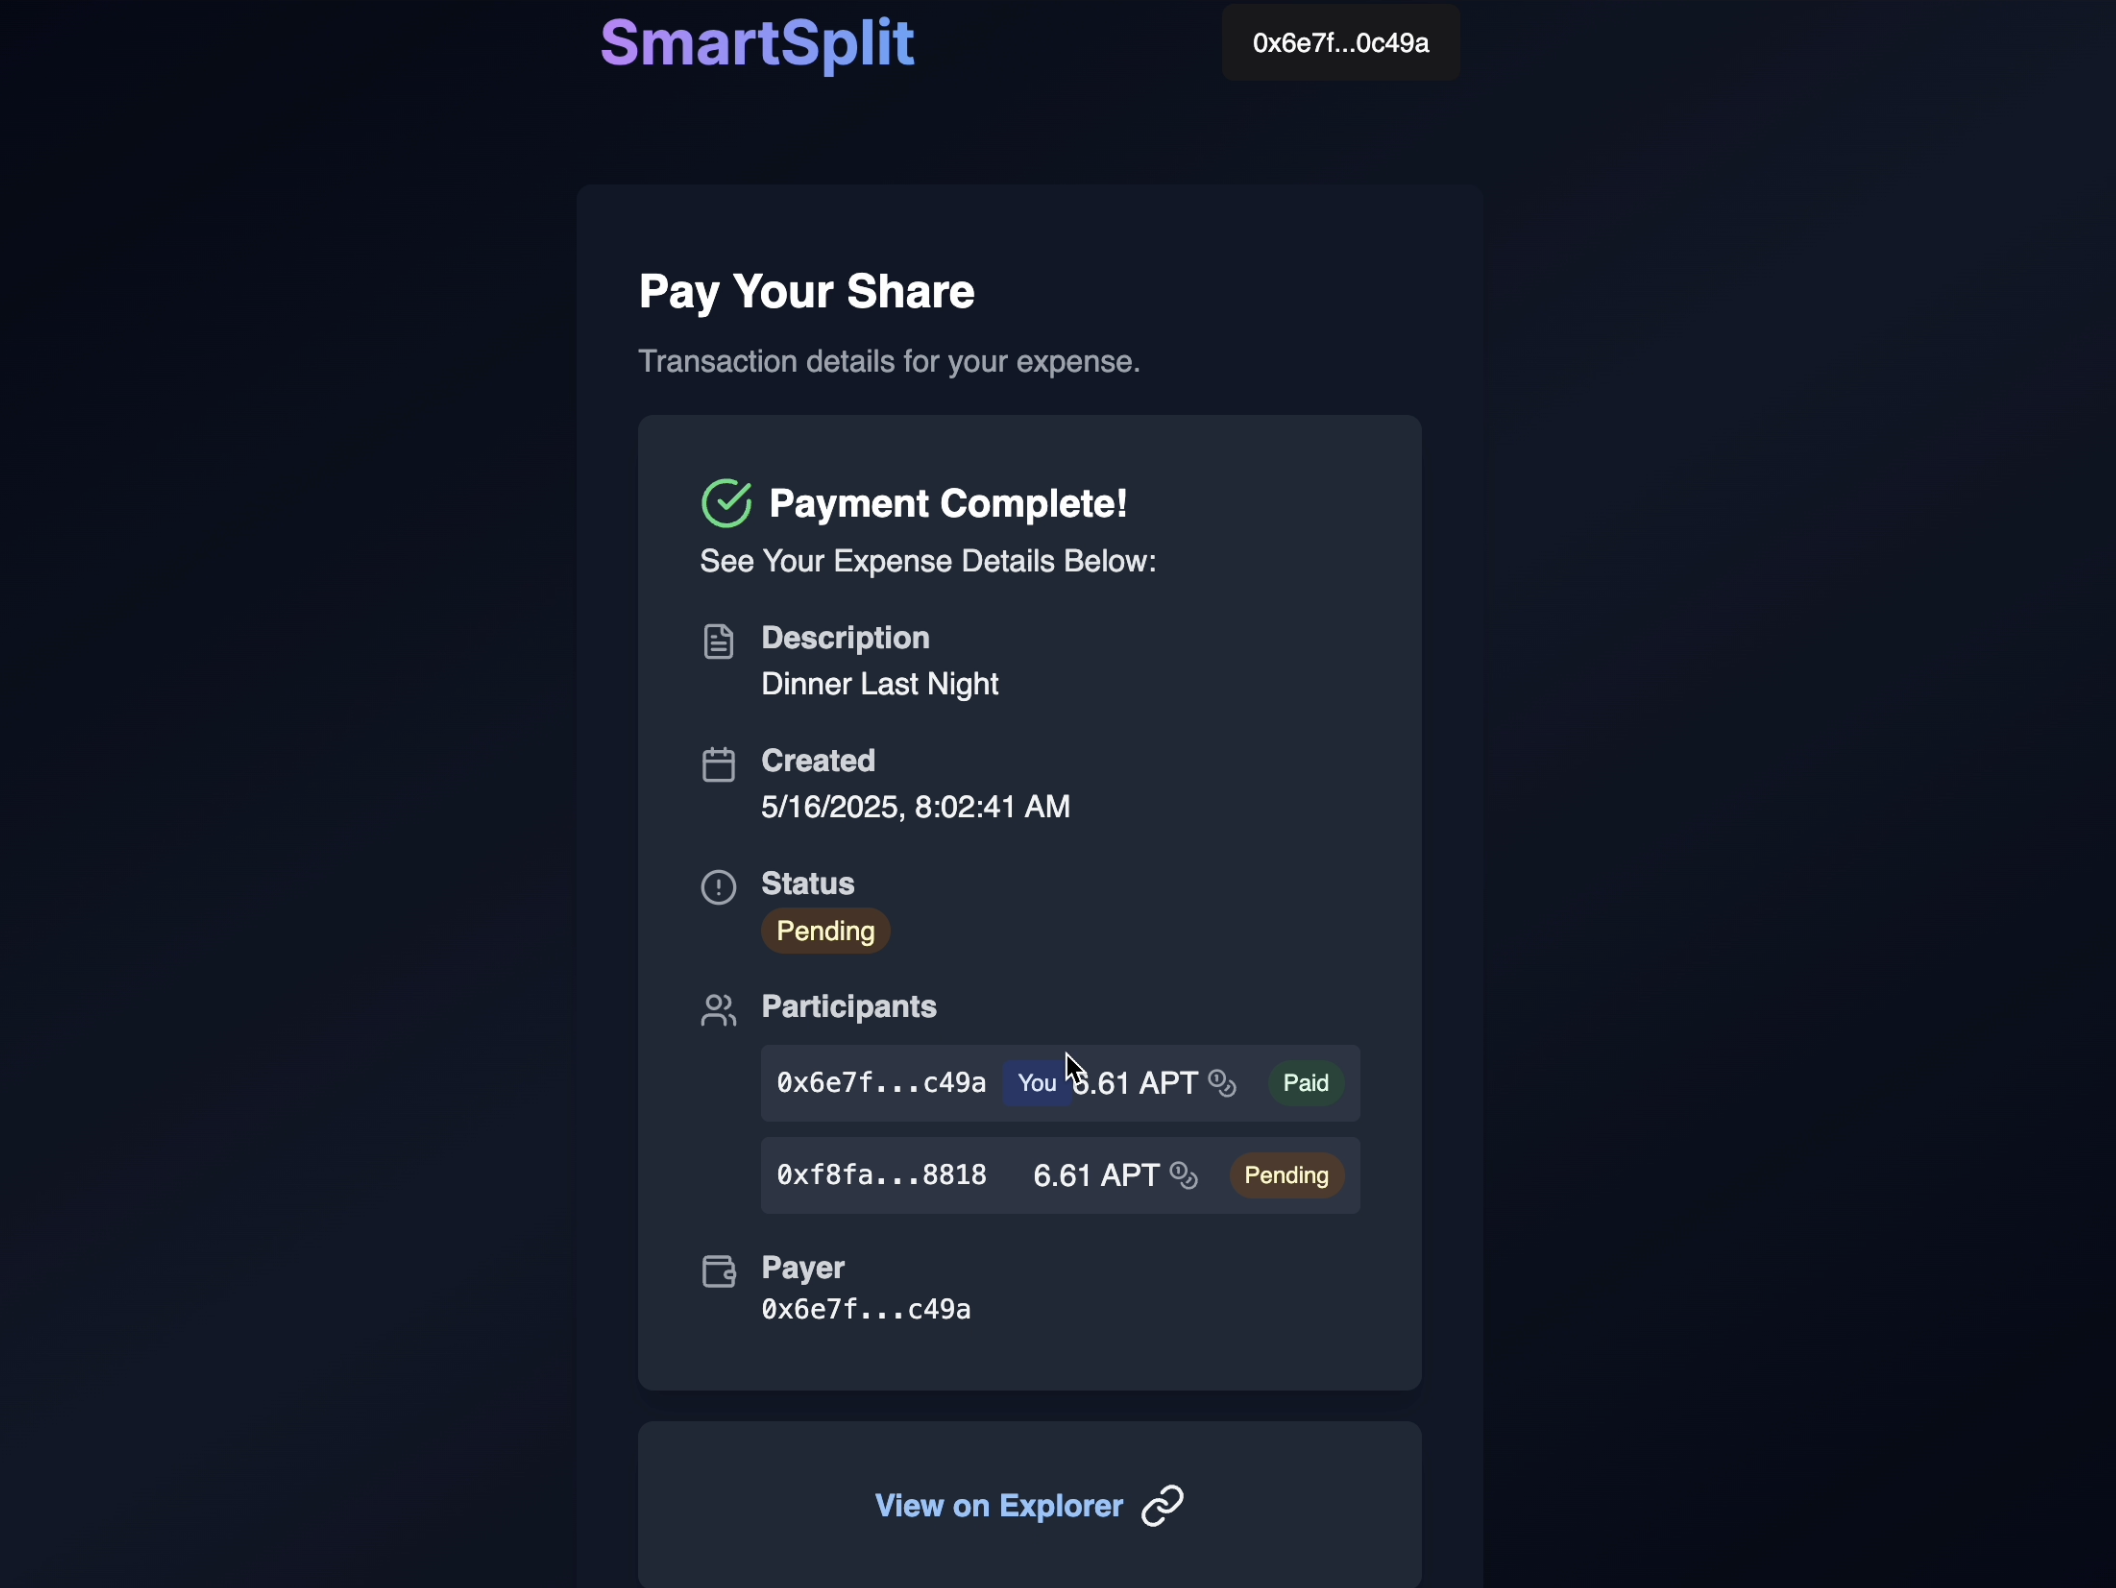 SmartSplit
0x6e7f...0c49a
Pay Your Share
Transaction details for your expense.
Payment Complete!
See Your Expense Details Below:
Description
Dinner Last Night
Created
5/16/2025, 8:02:41 AM
Status
Pending
Participants
0x6e7f...c49a You 6.61 APT Paid
0xf8fa...8818 6.61 APT Pending
Payer
0x6e7f...c49a
View on Explorer